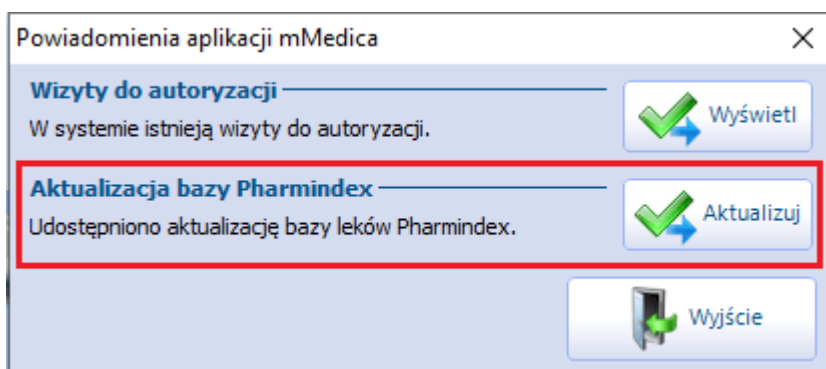 Powiadomienia aplikacji mMedica
Wizyty do autoryzacji
W systemie istnieją wizyty do autoryzacji.
Wyświetl
Aktualizacja bazy Pharmindex
Udostępniono aktualizację bazy leków Pharmindex.
Aktualizuj
Wyjście